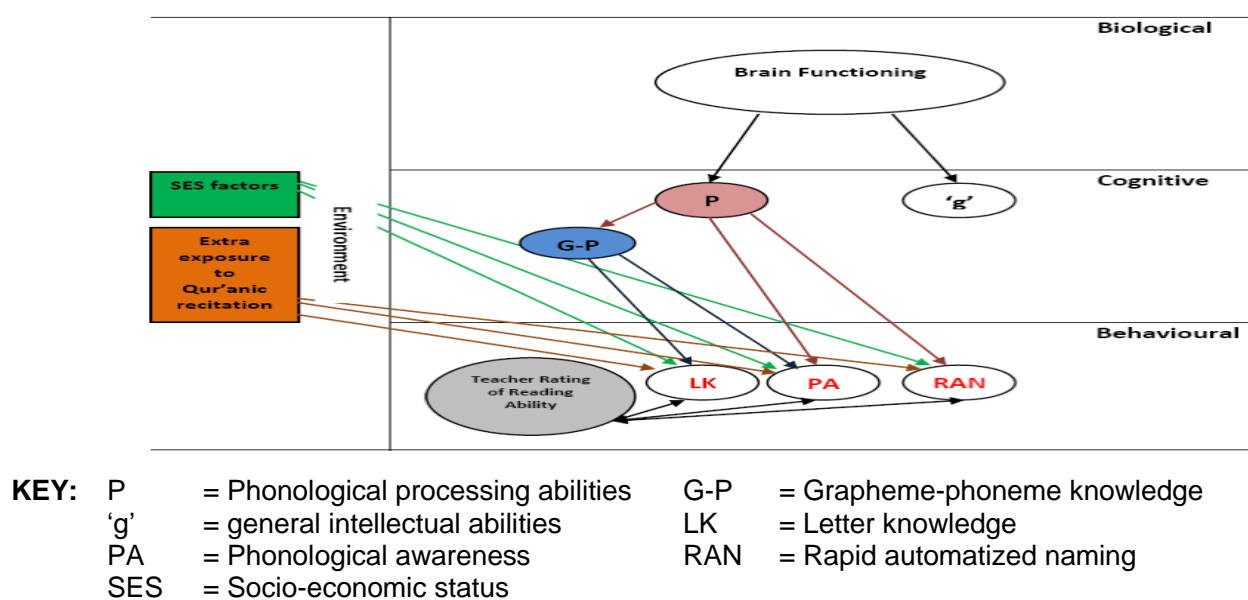 Biological
Brain Functioning
SES factors
Cognitive
P
‘g’
Environment
G-P
Extra
exposure
to
Qur’anic
recitation
Behavioural
Teacher Rating
of Reading
Ability
LK
PA
RAN
KEY: P = Phonological processing abilities G-P = Grapheme-phoneme knowledge
‘g’ = general intellectual abilities LK = Letter knowledge
PA = Phonological awareness RAN = Rapid automatized naming
SES = Socio-economic status